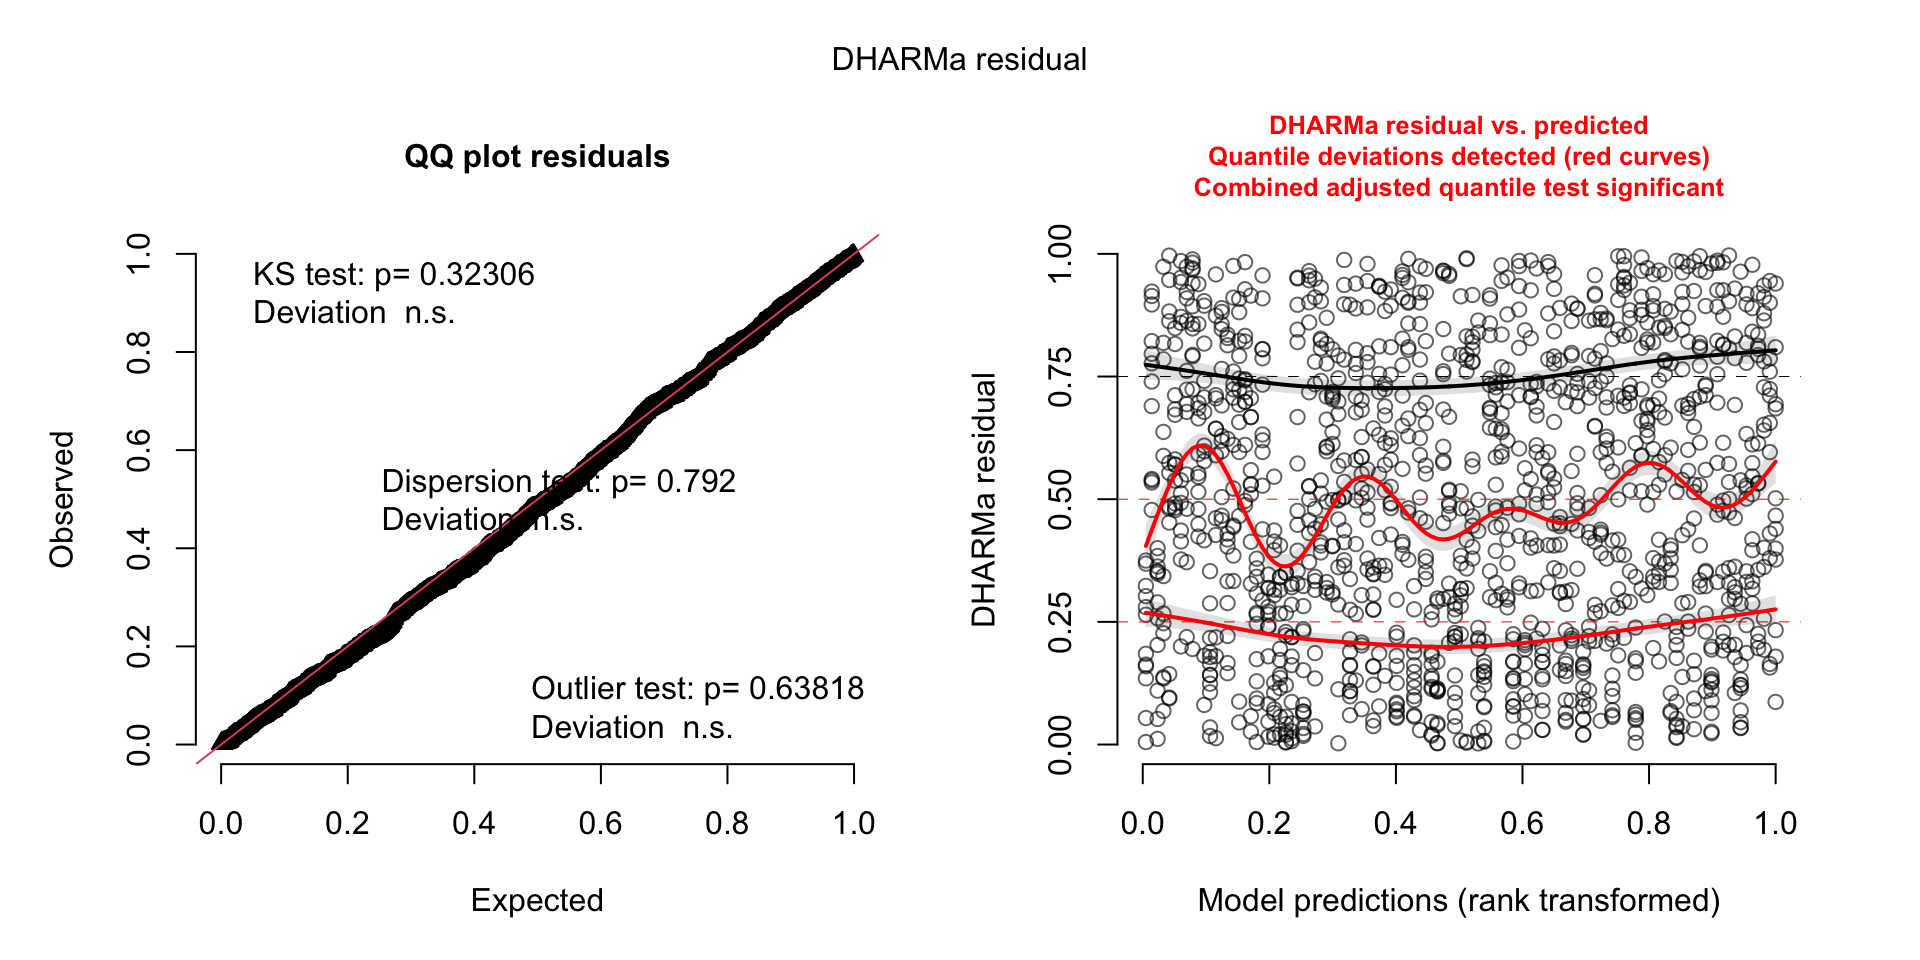 DHARMa residual
QQ plot residuals
KS test: p= 0.32306
Deviation  n.s.
Dispersion test: p= 0.792
Deviation n.s.
Outlier test: p= 0.63818
Deviation  n.s.
Observed
0.0
0.2
0.4
0.6
0.8
1.0
0.0
0.2
0.4
0.6
0.8
1.0
Expected
DHARMa residual vs. predicted
Quantile deviations detected (red curves)
Combined adjusted quantile test significant
DHARMa residual
0.00
0.25
0.50
0.75
1.00
0.0
0.2
0.4
0.6
0.8
1.0
Model predictions (rank transformed)